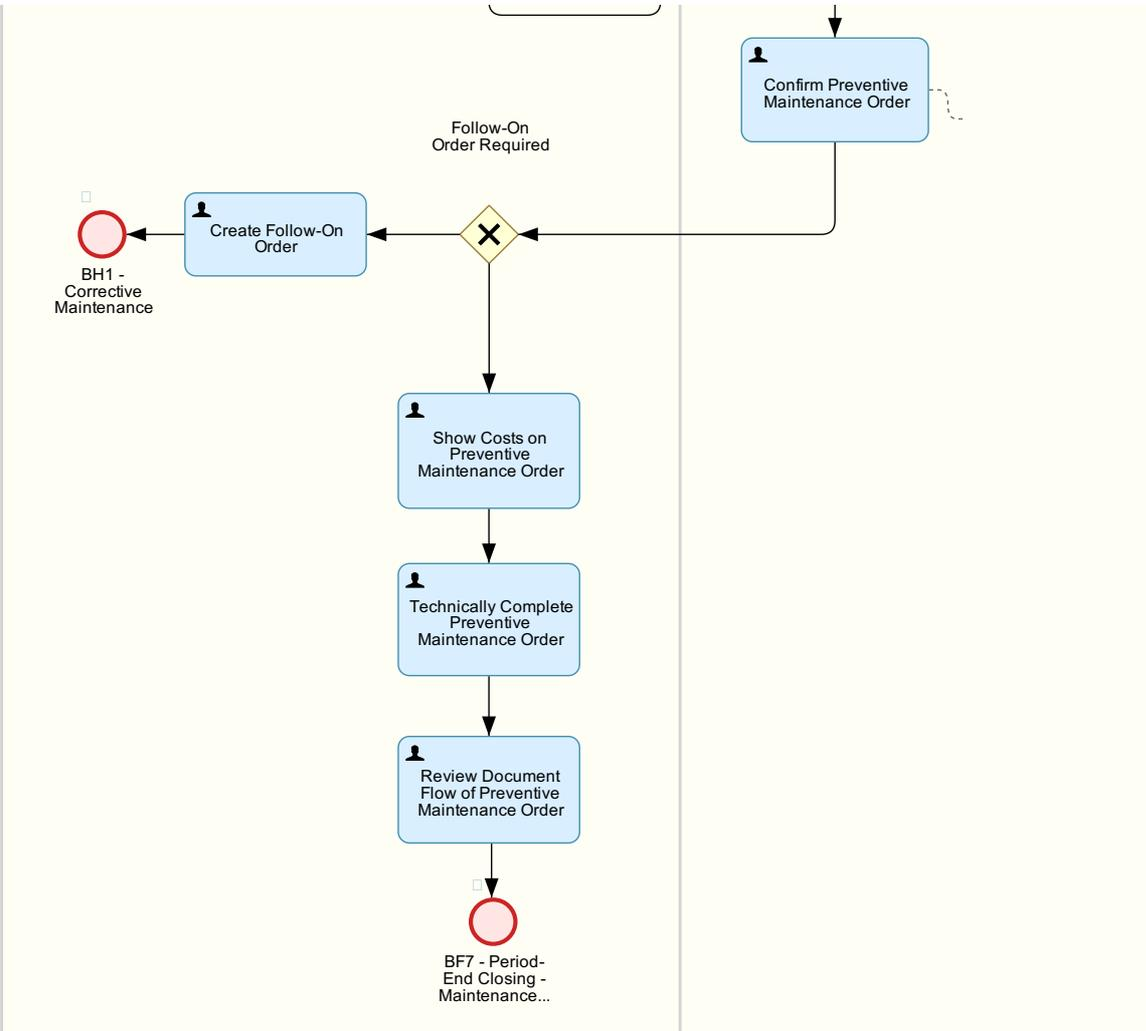 Confirm Preventive
Maintenance Order
Follow-On
Order Required
Create Follow-On
Order
BH1 -
Corrective
Maintenance
Show Costs on
Preventive
Maintenance Order
Technically Complete
Preventive
Maintenance Order
Review Document
Flow of Preventive
Maintenance Order
BF7 - Period-
End Closing -
Maintenance...